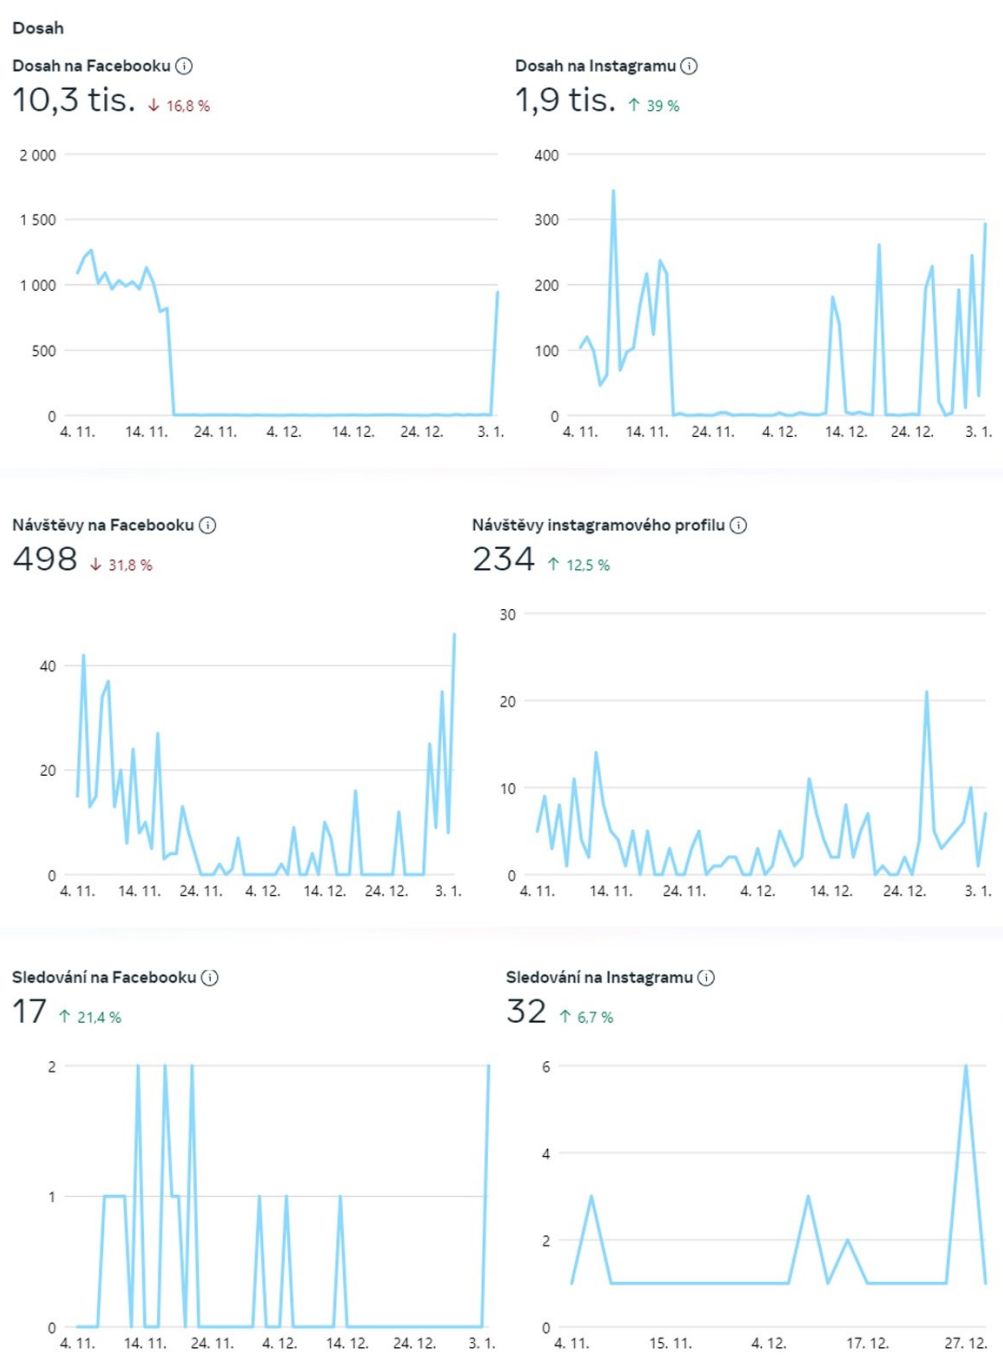 Dosah
Dosah na Facebooku
10,3 tis. ↓ 16,8 %
2 000
1 500
1 000
500
0
4. 11. 14. 11. 24. 11. 4. 12. 14. 12. 24. 12. 3. 1.
Dosah na Instagramu
1,9 tis. ↑ 39 %
400
300
200
100
0
4. 11. 14. 11. 24. 11. 4. 12. 14. 12. 24. 12. 3. 1.
Návštěvy na Facebooku
498 ↓ 31,8 %
40
20
0
4. 11. 14. 11. 24. 11. 4. 12. 14. 12. 24. 12. 3. 1.
Návštěvy instagramového profilu
234 ↑ 12,5 %
30
20
10
0
4. 11. 14. 11. 24. 11. 4. 12. 14. 12. 24. 12. 3. 1.
Sledování na Facebooku
17 ↑ 21,4 %
2
1
0
4. 11. 14. 11. 24. 11. 4. 12. 14. 12. 24. 12. 3. 1.
Sledování na Instagramu
32 ↑ 6,7 %
6
4
2
0
4. 11. 15. 11. 4. 12. 17. 12. 27. 12.